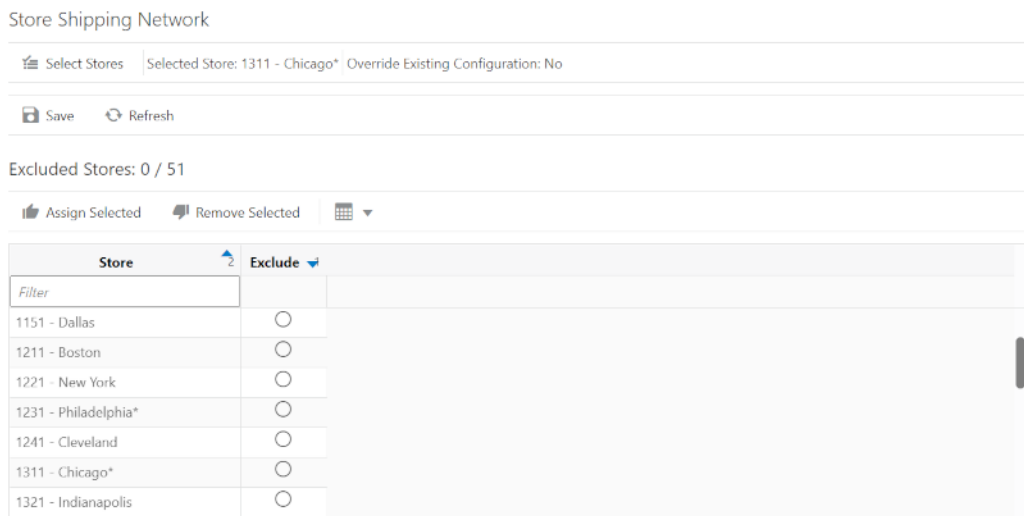 Store Shipping Network
Select Stores Selected Store: 1311 - Chicago* Override Existing Configuration: No
Save Refresh
Excluded Stores: 0 / 51
Assign Selected Remove Selected
Store 2 Exclude 1
Filter
1151 - Dallas
1211 - Boston
1221 - New York
1231 - Philadelphia*
1241 - Cleveland
1311 - Chicago*
1321 - Indianapolis